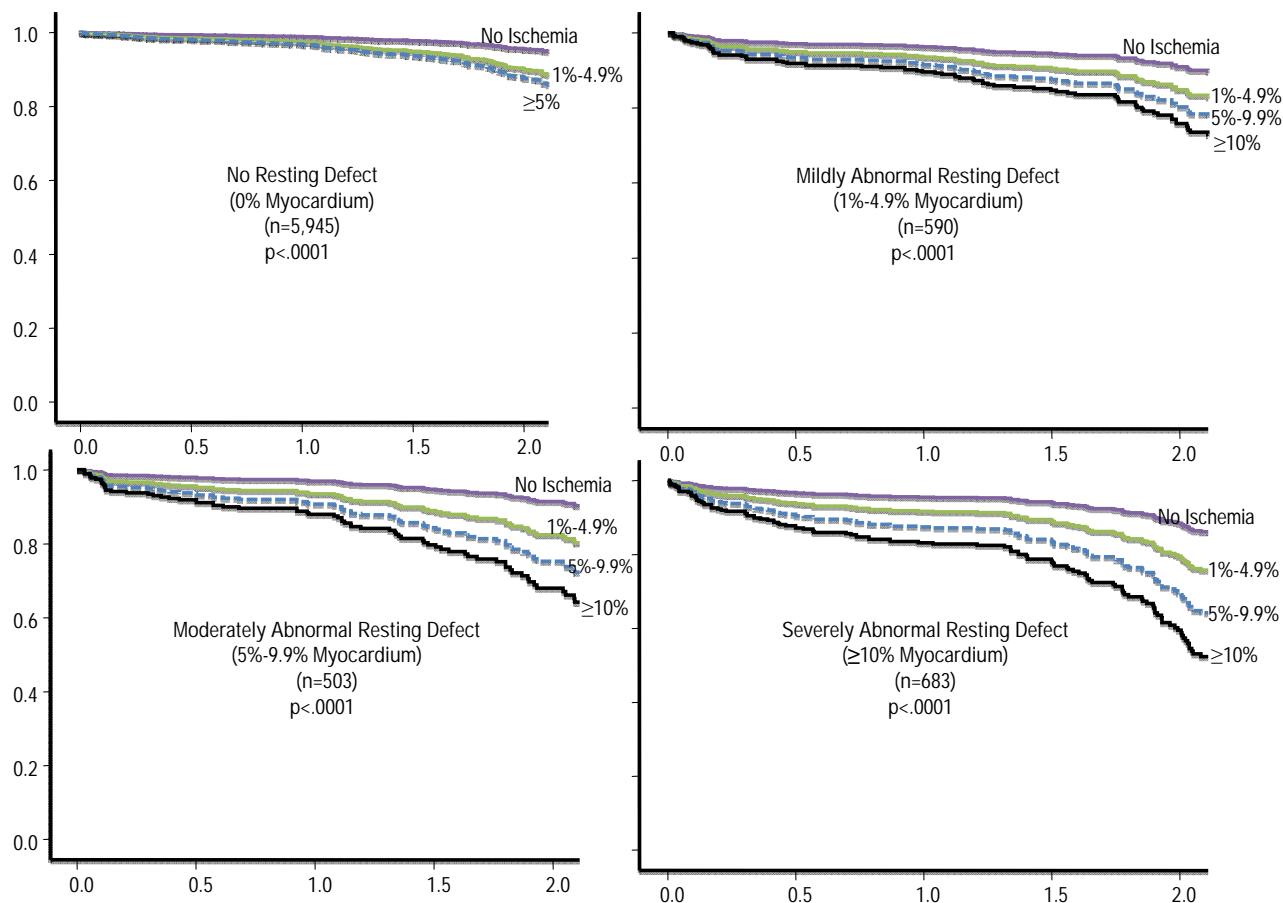 1.0
0.8
0.6
0.4
0.2
0.0
No Ischemia
1%-4.9%
≥5%
No Resting Defect
(0% Myocardium)
(n=5,945)
p<.0001
0.0 0.5 1.0 1.5 2.0
No Ischemia
1%-4.9%
5%-9.9%
≥10%
Mildly Abnormal Resting Defect
(1%-4.9% Myocardium)
(n=590)
p<.0001
0.0 0.5 1.0 1.5 2.0
1.0
0.8
0.6
0.4
0.2
0.0
No Ischemia
1%-4.9%
5%-9.9%
≥10%
Moderately Abnormal Resting Defect
(5%-9.9% Myocardium)
(n=503)
p<.0001
0.0 0.5 1.0 1.5 2.0
No Ischemia
1%-4.9%
5%-9.9%
≥10%
Severely Abnormal Resting Defect
(≥10% Myocardium)
(n=683)
p<.0001
0.0 0.5 1.0 1.5 2.0